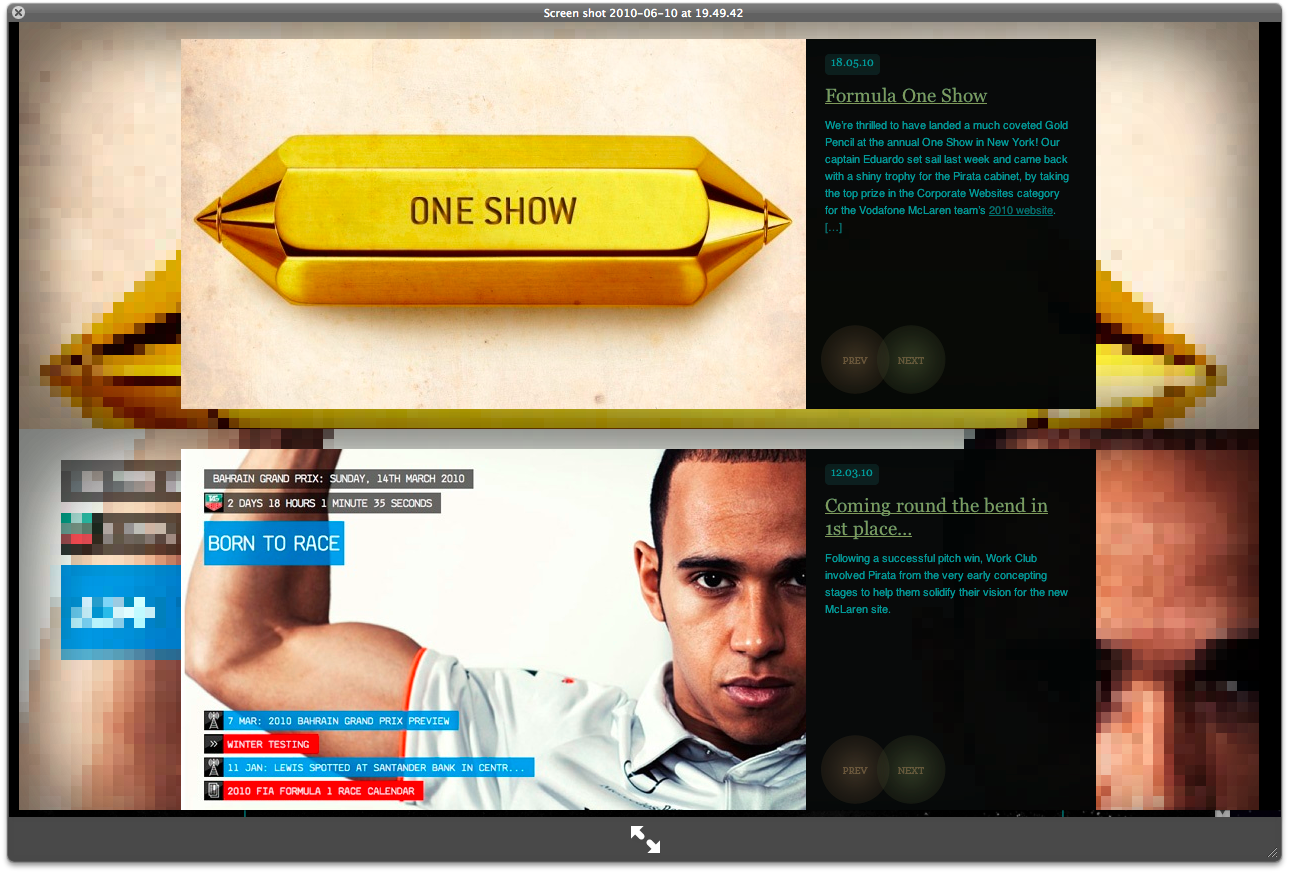 Screen shot 2010-06-10 at 19.49.42
ONE SHOW
18.05.10
Formula One Show
We're thrilled to have landed a much coveted Gold
Pencil at the annual One Show in New York! Our
captain Eduardo set sail last week and came back
with a shiny trophy for the Pirata cabinet, by taking
the top prize in the Corporate Websites category
for the Vodafone McLaren team's 2010 website.
[...]
PREV
NEXT
BAHRAIN GRAND PRIX: SUNDAY, 14TH MARCH 2010
2 DAYS 18 HOURS 1 MINUTE 35 SECONDS
BORN TO RACE
7 MAR: 2010 BAHRAIN GRAND PRIX PREVIEW
WINTER TESTING
11 JAN: LEWIS SPOTTED AT SANTANDER BANK IN CENTR...
2010 FIA FORMULA 1 RACE CALENDAR
12.03.10
Coming round the bend in
1st place...
Following a successful pitch win, Work Club
involved Pirata from the very early concepting
stages to help them solidify their vision for the new
McLaren site.
PREV
NEXT